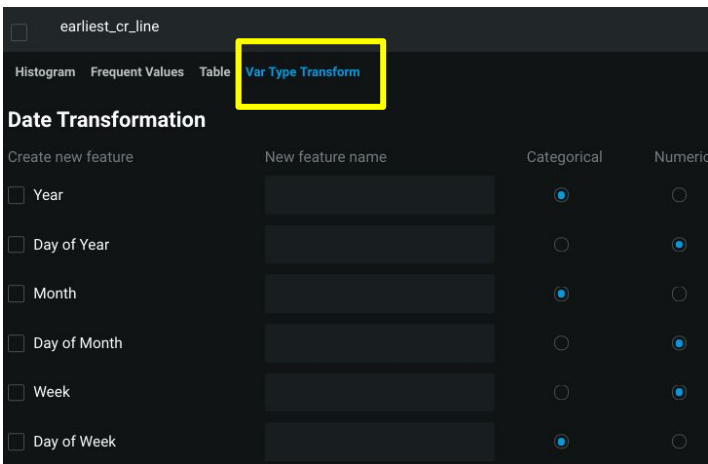 earliest_cr_line
Histogram Frequent Values Table Var Type Transform
Date Transformation
Create new feature New feature name Categorical Numeric
Year
Day of Year
Month
Day of Month
Week
Day of Week